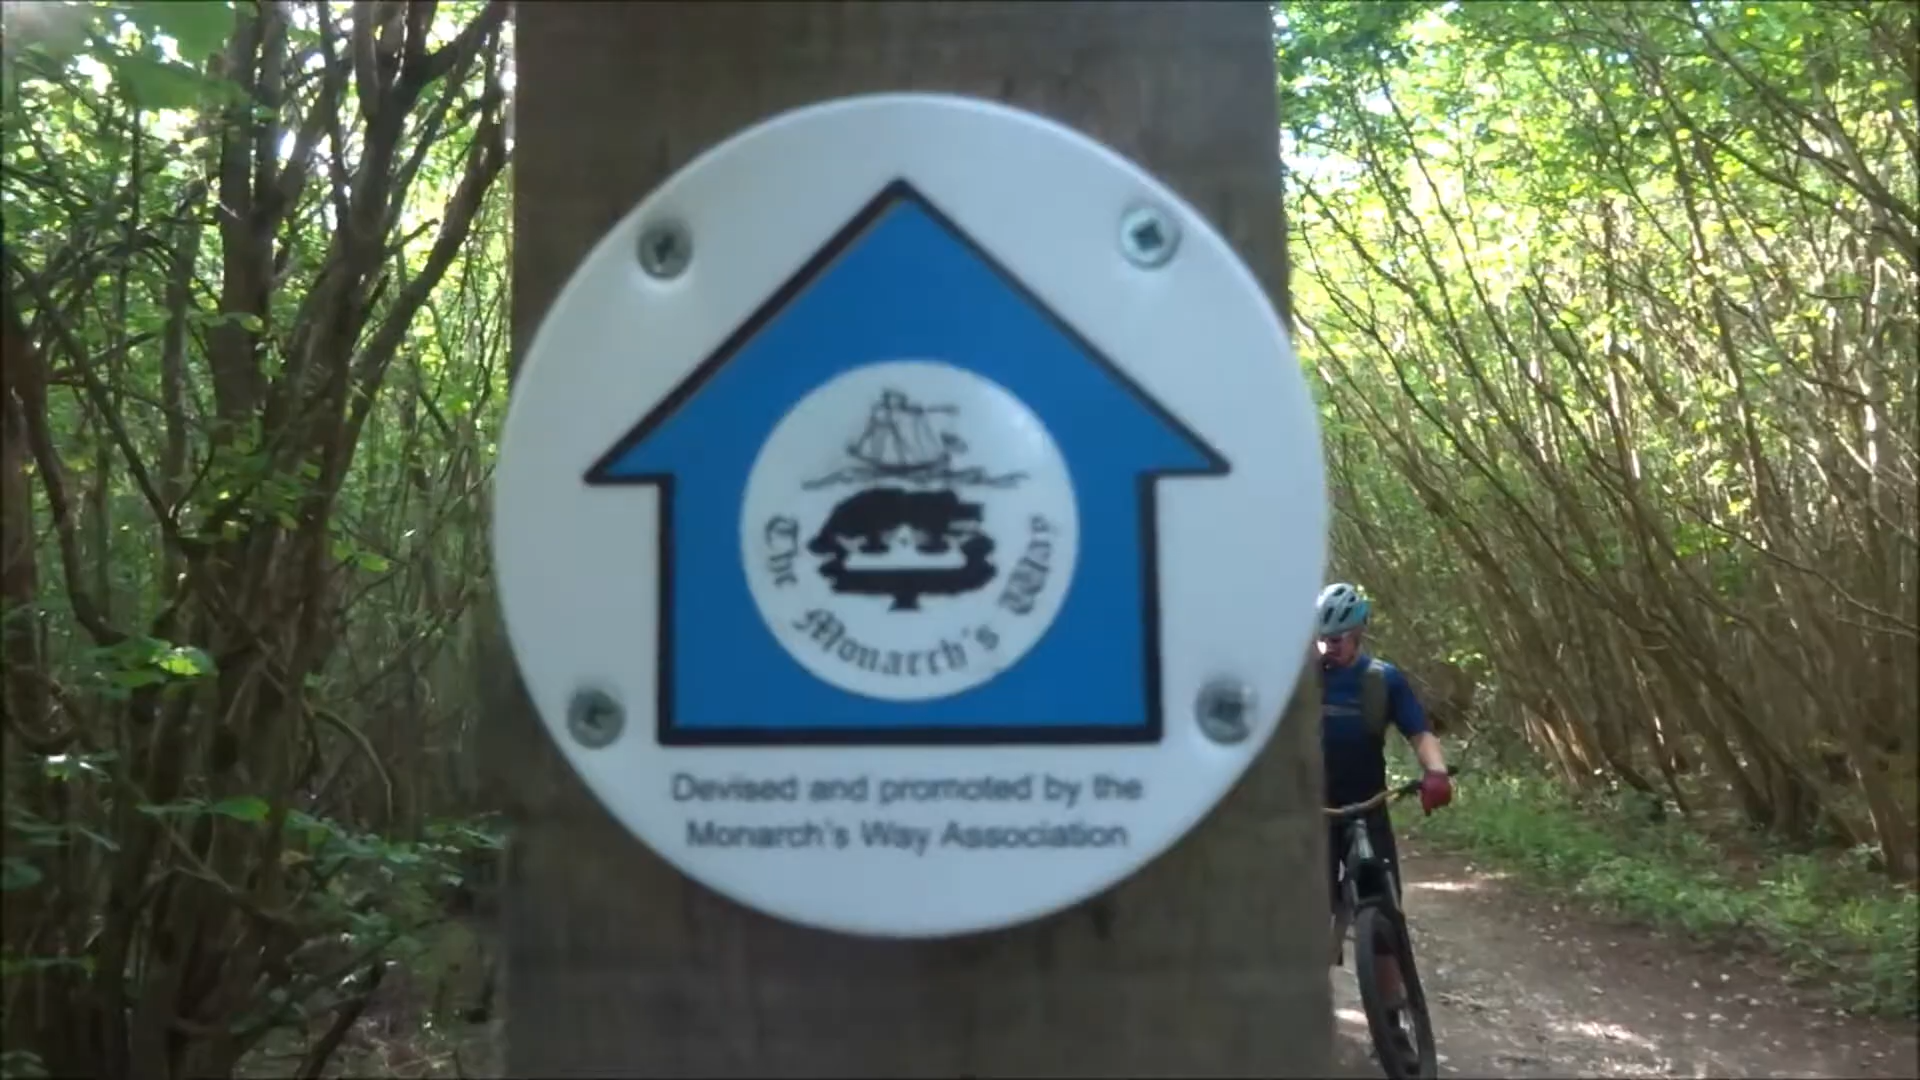 The Monarch's Way
Devised and promoted by the
Monarch's Way Association